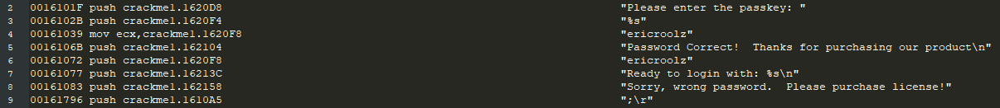 2 0016101F push crackme1.1620D8 "Please enter the passkey: "
3 0016102B push crackme1.1620F4 "%s"
4 00161039 mov ecx,crackme1.1620F8 "ericroolz"
5 0016106B push crackme1.162104 "Password Correct!  Thanks for purchasing our product\n"
6 00161072 push crackme1.1620F8 "ericroolz"
7 00161077 push crackme1.16213C "Ready to login with: %s\n"
8 00161083 push crackme1.162158 "Sorry, wrong password.  Please purchase license!"
9 00161796 push crackme1.1610A5 ";\r"